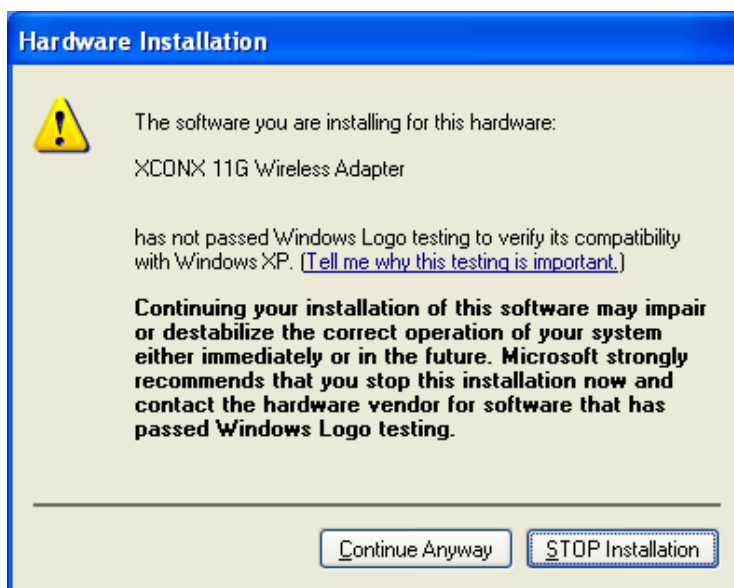 Hardware Installation
The software you are installing for this hardware:
XCONX 11G Wireless Adapter
has not passed Windows Logo testing to verify its compatibility
with Windows XP. (Tell me why this testing is important.)
Continuing your installation of this software may impair
or destabilize the correct operation of your system
either immediately or in the future. Microsoft strongly
recommends that you stop this installation now and
contact the hardware vendor for software that has
passed Windows Logo testing.
Continue Anyway
STOP Installation